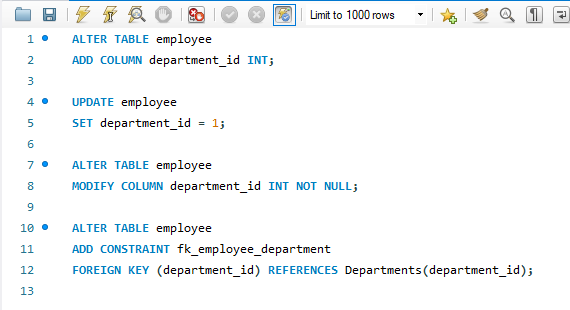 Limit to 1000 rows
1 ALTER TABLE employee
2 ADD COLUMN department_id INT;
3
4 UPDATE employee
5 SET department_id = 1;
6
7 ALTER TABLE employee
8 MODIFY COLUMN department_id INT NOT NULL;
9
10 ALTER TABLE employee
11 ADD CONSTRAINT fk_employee_department
12 FOREIGN KEY (department_id) REFERENCES Departments(department_id);
13